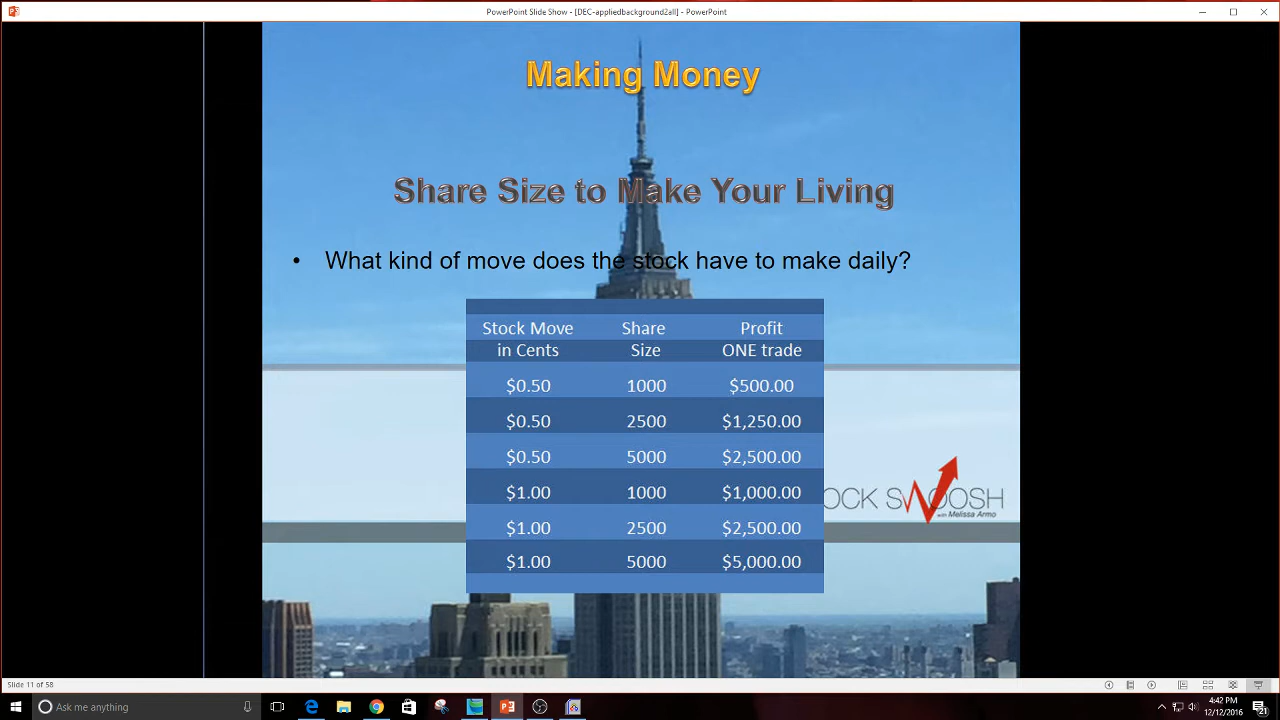 PowerPoint Slide Show - [DEC-appliedbackground2all] - PowerPoint
Making Money
Share Size to Make Your Living
• What kind of move does the stock have to make daily?
Stock Move Share Profit
in Cents Size ONE trade
$0.50 1000 $500.00
$0.50 2500 $1,250.00
$0.50 5000 $2,500.00
$1.00 1000 $1,000.00
$1.00 2500 $2,500.00
$1.00 5000 $5,000.00
OCK SWOOSH
with Melissa Armo
Slide 11 of 58
Ask me anything
4:42 PM
12/12/2016